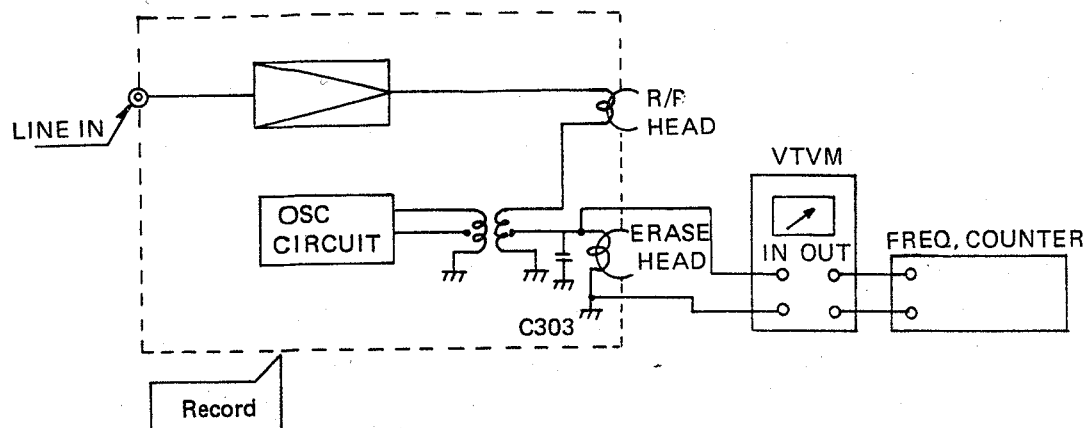 LINE IN
R/P
HEAD
VTVM
OSC
CIRCUIT
ERASE
HEAD
IN OUT
FREQ. COUNTER
C303
Record